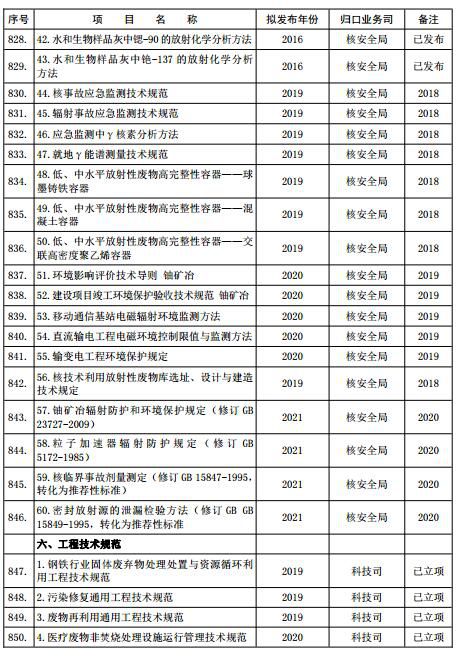 序号 项 目 名 称 拟发布年份 归口业务司 备注
828. 42.水和生物样品灰中锶-90 的放射化学分析方法 2016 核安全局 已发布
829. 43.水和生物样品灰中铯-137 的放射化学分析
方法 2016 核安全局 已发布
830. 44.核事故应急监测技术规范 2019 核安全局 2018
831. 45.辐射事故应急监测技术规范 2019 核安全局 2018
832. 46.应急监测中γ核素分析方法 2019 核安全局 2018
833. 47.就地γ能谱测量技术规范 2019 核安全局 2018
834. 48.低、中水平放射性废物高完整性容器——球
墨铸铁容器 2019 核安全局 2018
835. 49.低、中水平放射性废物高完整性容器——混
凝土容器 2019 核安全局 2018
836. 50.低、中水平放射性废物高完整性容器——交
联高密度聚乙烯容器 2019 核安全局 2018
837. 51.环境影响评价技术导则 铀矿冶 2020 核安全局 2019
838. 52.建设项目竣工环境保护验收技术规范 铀矿冶 2020 核安全局 2019
839. 53.移动通信基站电磁辐射环境监测方法 2020 核安全局 2019
840. 54.直流输电工程电磁环境控制限值与监测方法 2020 核安全局 2019
841. 55.输变电工程环境保护规定 2020 核安全局 2019
842. 56.核技术利用放射性废物库选址、设计与建造
技术规定 2019 核安全局 2018
843. 57.铀矿冶辐射防护和环境保护规定（修订 GB
23727-2009） 2021 核安全局 2020
844. 58.粒子加速器辐射防护规定（修订 GB
5172-1985） 2021 核安全局 2020
845. 59.核临界事故剂量测定（修订 GB 15847-1995，
转化为推荐性标准） 2021 核安全局 2020
846. 60.密封放射源的泄漏检验方法（修订 GB GB
15849-1995，转化为推荐性标准 2021 核安全局 2020
六、工程技术规范
847. 1.钢铁行业固体废弃物处理处置与资源循环利
用工程技术规范 2019 科技司 已立项
848. 2.污染修复通用工程技术规范 2019 科技司 已立项
849. 3.废物再利用通用工程技术规范 2019 科技司 已立项
850. 4.医疗废物非焚烧处理设施运行管理技术规范 2020 科技司 已立项